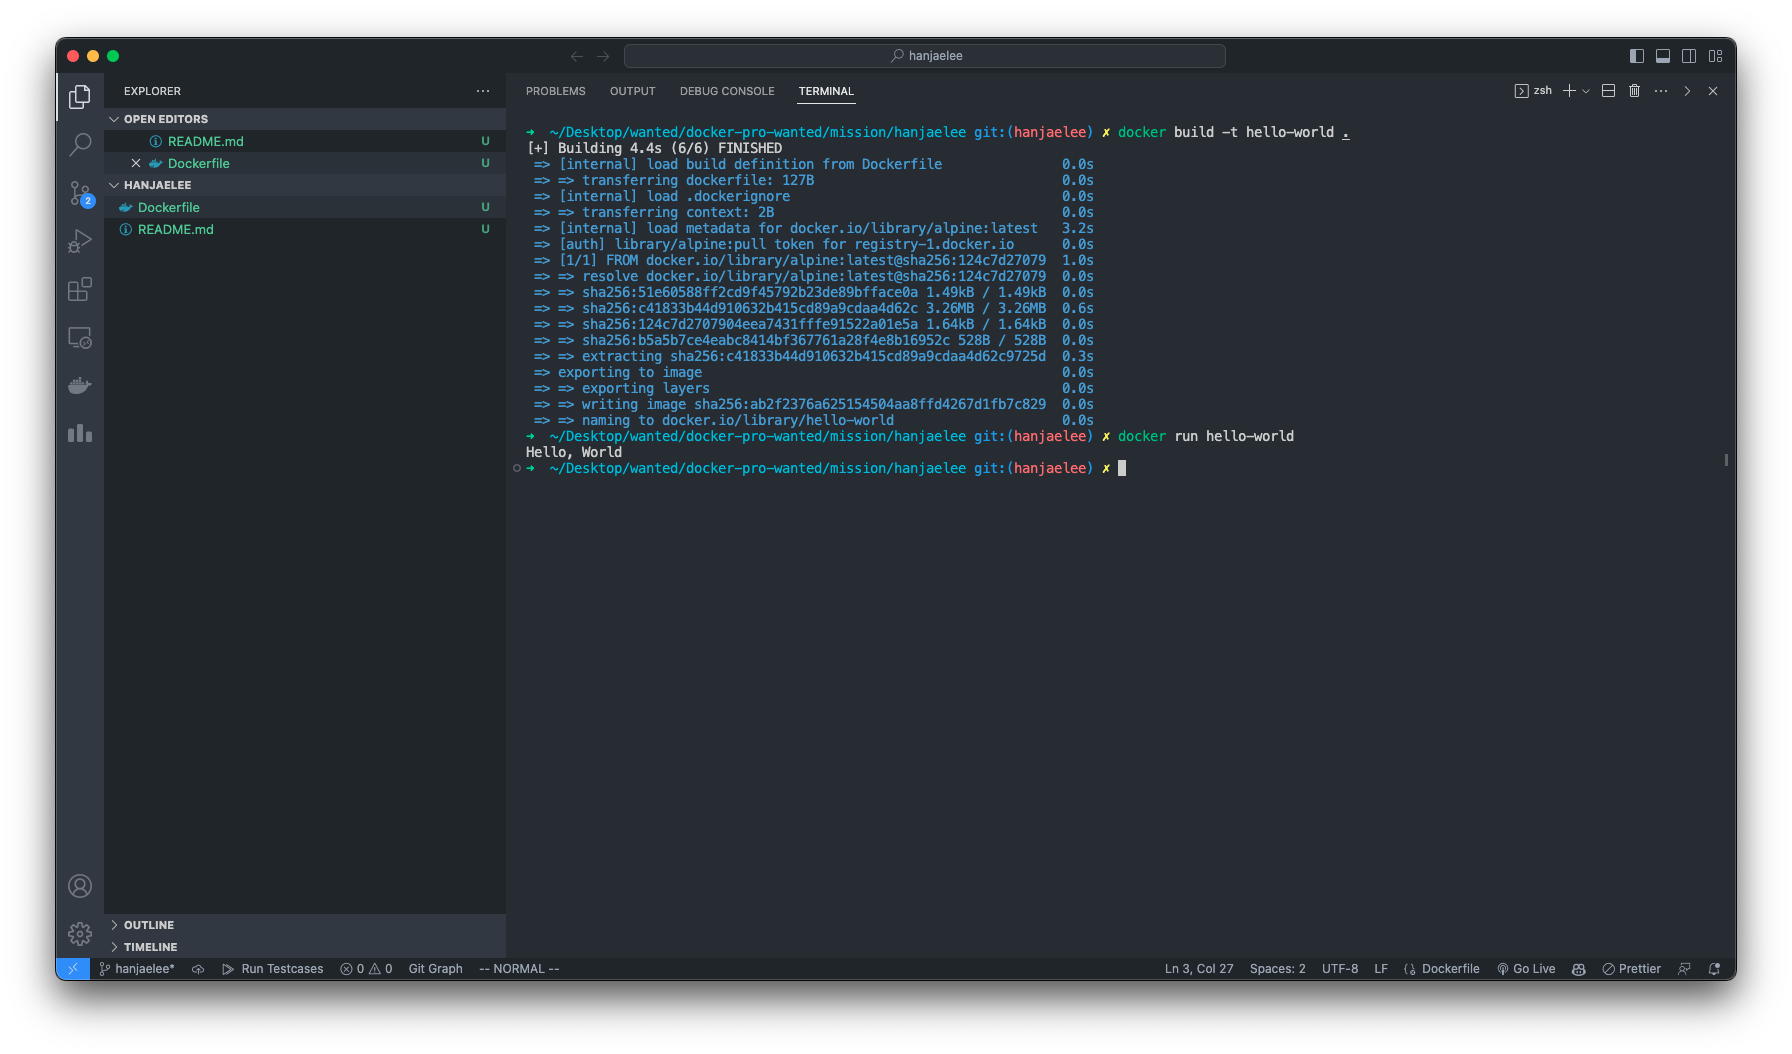 hanjaelee
EXPLORER
OPEN EDITORS
README.md U
Dockerfile U
HANJAELEE
Dockerfile U
README.md U
2
OUTLINE
TIMELINE
PROBLEMS OUTPUT DEBUG CONSOLE TERMINAL
zsh
➜ ~/Desktop/wanted/docker-pro-wanted/mission/hanjaelee git:(hanjaelee) ✗ docker build -t hello-world .
[+] Building 4.4s (6/6) FINISHED
=> [internal] load build definition from Dockerfile 0.0s
=> => transferring dockerfile: 127B 0.0s
=> [internal] load .dockerignore 0.0s
=> => transferring context: 2B 0.0s
=> [internal] load metadata for docker.io/library/alpine:latest 3.2s
=> [auth] library/alpine:pull token for registry-1.docker.io 0.0s
=> [1/1] FROM docker.io/library/alpine:latest@sha256:124c7d27079 1.0s
=> => resolve docker.io/library/alpine:latest@sha256:124c7d27079 0.0s
=> => sha256:51e60588ff2cd9f45792b23de89bfface0a 1.49kB / 1.49kB 0.0s
=> => sha256:c41833b44d910632b415cd89a9cdaa4d62c 3.26MB / 3.26MB 0.6s
=> => sha256:124c7d2707904eea7431fffe91522a01e5a 1.64kB / 1.64kB 0.0s
=> => sha256:b5a5b7ce4eabc8414bf367761a28f4e8b16952c 528B / 528B 0.0s
=> => extracting sha256:c41833b44d910632b415cd89a9cdaa4d62c9725d 0.3s
=> exporting to image 0.0s
=> => exporting layers 0.0s
=> => writing image sha256:ab2f2376a625154504aa8ffd4267d1fb7c829 0.0s
=> => naming to docker.io/library/hello-world 0.0s
➜ ~/Desktop/wanted/docker-pro-wanted/mission/hanjaelee git:(hanjaelee) ✗ docker run hello-world
Hello, World
➜ ~/Desktop/wanted/docker-pro-wanted/mission/hanjaelee git:(hanjaelee) ✗
hanjaelee* Run Testcases 0 0 Git Graph -- NORMAL -- Ln 3, Col 27 Spaces: 2 UTF-8 LF Dockerfile Go Live Prettier